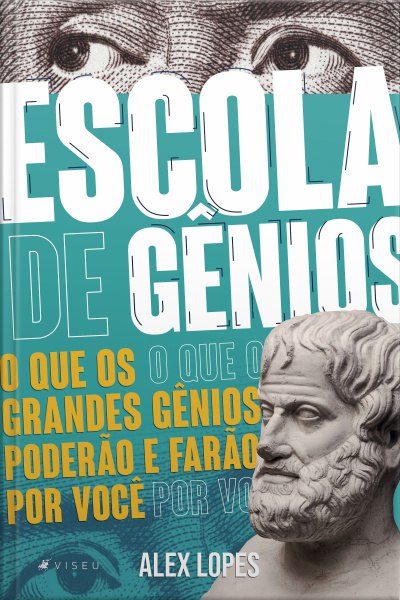 ESCOLA
DE GÊNIOS
O QUE OS O QUE O
GRANDES GÊNIOS
PODERÃO E FARÃO
POR VOCÊ POR VO
VISEU
ALEX LOPES